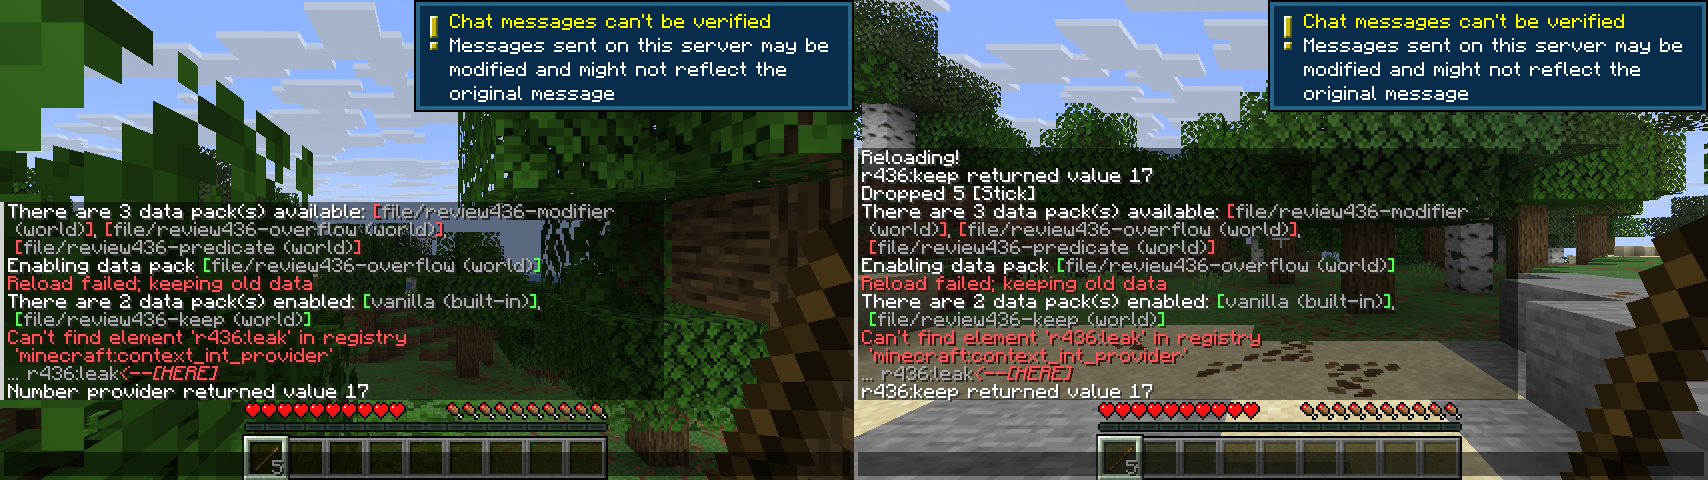 Chat messages can't be verified
Messages sent on this server may be
modified and might not reflect the
original message
There are 3 data pack(s) available: [file/review436-modifier
(world)], [file/review436-overflow (world)],
[file/review436-predicate (world)]
Enabling data pack [file/review436-overflow (world)]
Reload failed; keeping old data
There are 2 data pack(s) enabled: [vanilla (built-in)],
[file/review436-keep (world)]
Can't find element 'r436:leak' in registry
'minecraft:context_int_provider'
... r436:leak<--[HERE]
Number provider returned value 17
5
Chat messages can't be verified
Messages sent on this server may be
modified and might not reflect the
original message
Reloading!
r436:keep returned value 17
Dropped 5 [Stick]
There are 3 data pack(s) available: [file/review436-modifier
(world)], [file/review436-overflow (world)],
[file/review436-predicate (world)]
Enabling data pack [file/review436-overflow (world)]
Reload failed; keeping old data
There are 2 data pack(s) enabled: [vanilla (built-in)],
[file/review436-keep (world)]
Can't find element 'r436:leak' in registry
'minecraft:context_int_provider'
... r436:leak<--[HERE]
r436:keep returned value 17
5